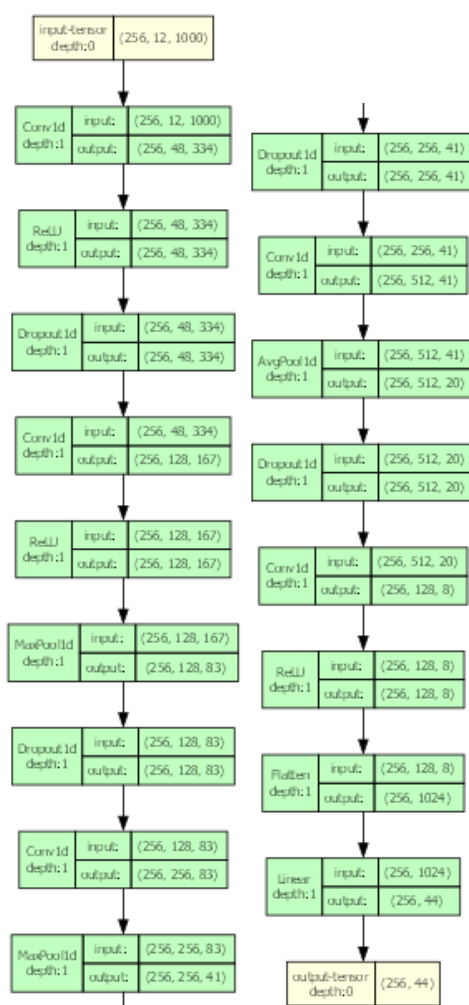 input-tensor
depth:0
(256, 12, 1000)
Conv1d
depth:1
input: (256, 12, 1000)
output: (256, 48, 334)
ReLU
depth:1
input: (256, 48, 334)
output: (256, 48, 334)
Dropout1d
depth:1
input: (256, 48, 334)
output: (256, 48, 334)
Conv1d
depth:1
input: (256, 48, 334)
output: (256, 128, 167)
ReLU
depth:1
input: (256, 128, 167)
output: (256, 128, 167)
MaxPool1d
depth:1
input: (256, 128, 167)
output: (256, 128, 83)
Dropout1d
depth:1
input: (256, 128, 83)
output: (256, 128, 83)
Conv1d
depth:1
input: (256, 128, 83)
output: (256, 256, 83)
MaxPool1d
depth:1
input: (256, 256, 83)
output: (256, 256, 41)
Dropout1d
depth:1
input: (256, 256, 41)
output: (256, 256, 41)
Conv1d
depth:1
input: (256, 256, 41)
output: (256, 512, 41)
AvgPool1d
depth:1
input: (256, 512, 41)
output: (256, 512, 20)
Dropout1d
depth:1
input: (256, 512, 20)
output: (256, 512, 20)
Conv1d
depth:1
input: (256, 512, 20)
output: (256, 128, 8)
ReLU
depth:1
input: (256, 128, 8)
output: (256, 128, 8)
Flatten
depth:1
input: (256, 128, 8)
output: (256, 1024)
Linear
depth:1
input: (256, 1024)
output: (256, 44)
output-tensor
depth:0
(256, 44)